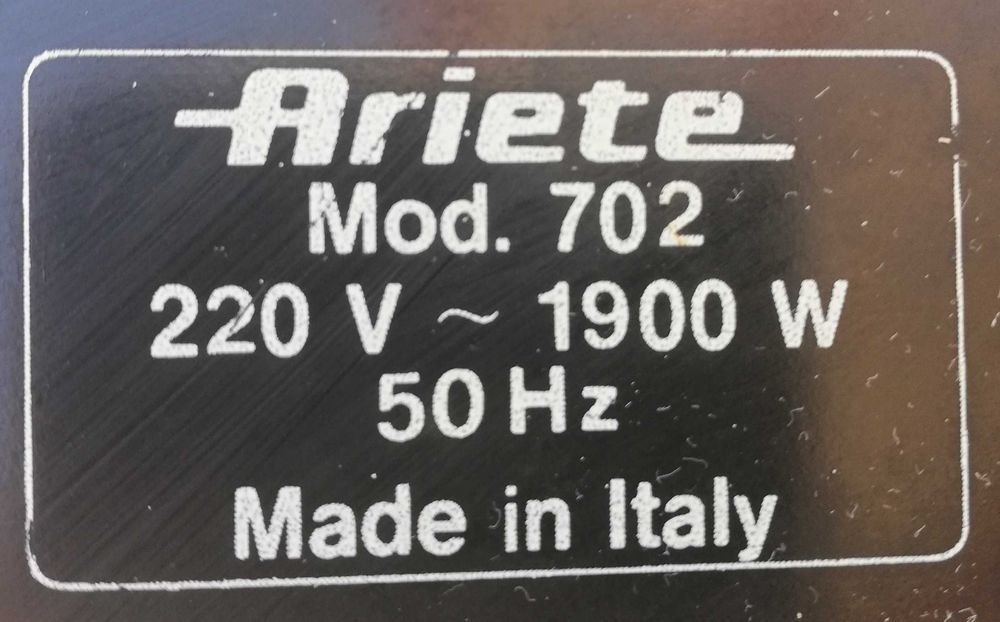 Ariete
Mod. 702
220 V ~ 1900 W
50 Hz
Made in Italy